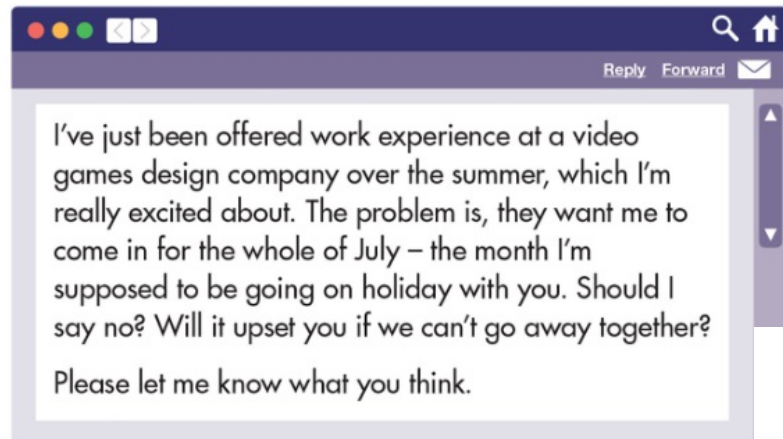 Reply Forward
I’ve just been offered work experience at a video
games design company over the summer, which I’m
really excited about. The problem is, they want me to
come in for the whole of July – the month I’m
supposed to be going on holiday with you. Should I
say no? Will it upset you if we can’t go away together?
Please let me know what you think.